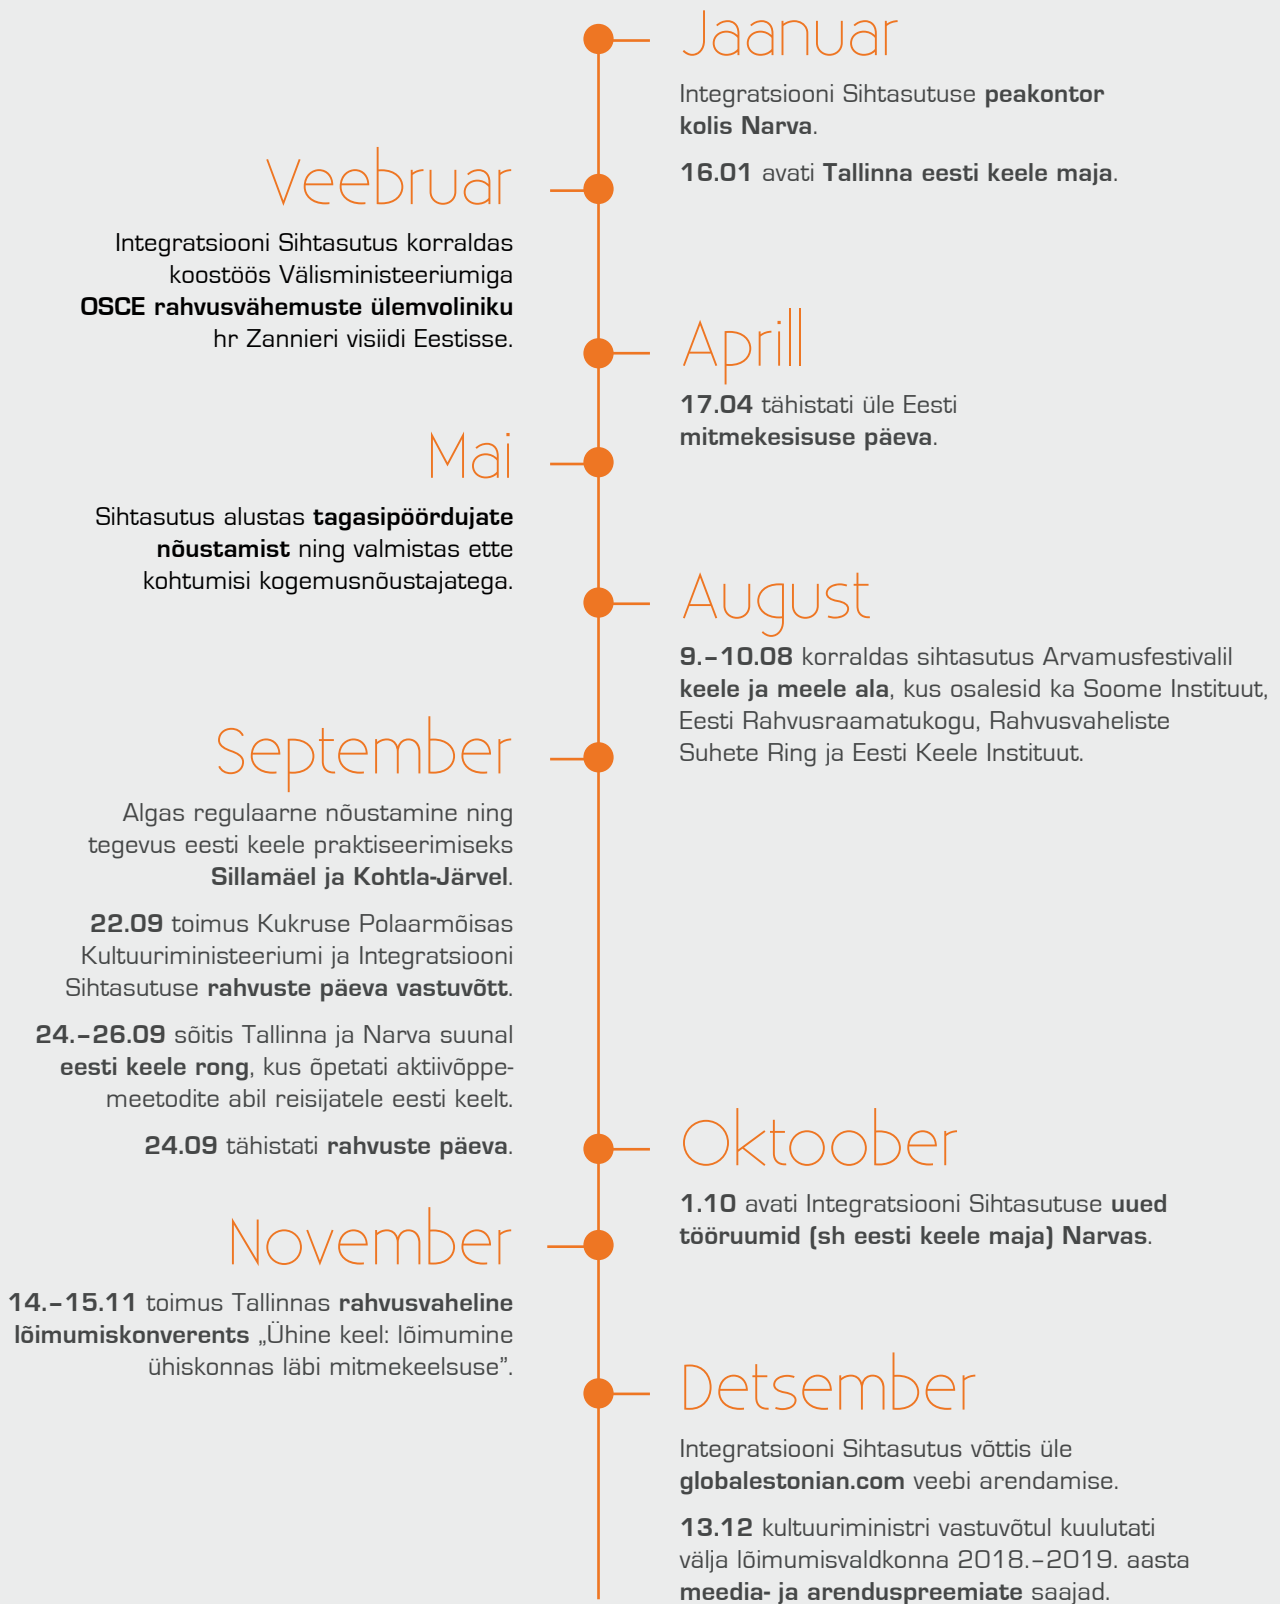 Jaanuar
Integratsiooni Sihtasutuse peakontor
kolis Narva.
16.01 avati Tallinna eesti keele maja.
Veebruar
Integratsiooni Sihtasutus korraldas
koostöös Välisministeeriumiga
OSCE rahvusvähemuste ülemvoliniku
hr Zannieri visiidi Eestisse.
Aprill
17.04 tähistati üle Eesti
mitmekesisuse päeva.
Mai
Sihtasutus alustas tagasipöördujate
nõustamist ning valmistas ette
kohtumisi kogemusnõustajatega.
August
9.–10.08 korraldas sihtasutus Arvamusfestivalil
keele ja meele ala, kus osalesid ka Soome Instituut,
Eesti Rahvusraamatukogu, Rahvusvaheliste
Suhete Ring ja Eesti Keele Instituut.
September
Algas regulaarne nõustamine ning
tegevus eesti keele praktiseerimiseks
Sillamäel ja Kohtla-Järvel.
22.09 toimus Kukruse Polaarmõisas
Kultuuriministeeriumi ja Integratsiooni
Sihtasutuse rahvuste päeva vastuvõtt.
24.–26.09 sõitis Tallinna ja Narva suunal
eesti keele rong, kus õpetati aktiivõppe-
meetodite abil reisijatele eesti keelt.
24.09 tähistati rahvuste päeva.
Oktoober
1.10 avati Integratsiooni Sihtasutuse uued
tööruumid (sh eesti keele maja) Narvas.
November
14.–15.11 toimus Tallinnas rahvusvaheline
lõimumiskonverents „Ühine keel: lõimumine
ühiskonnas läbi mitmekeelsuse”.
Detsember
Integratsiooni Sihtasutus võttis üle
globalestonian.com veebi arendamise.
13.12 kultuuriministri vastuvõtul kuulutati
välja lõimumisvaldkonna 2018.–2019. aasta
meedia- ja arenduspreemiate saajad.